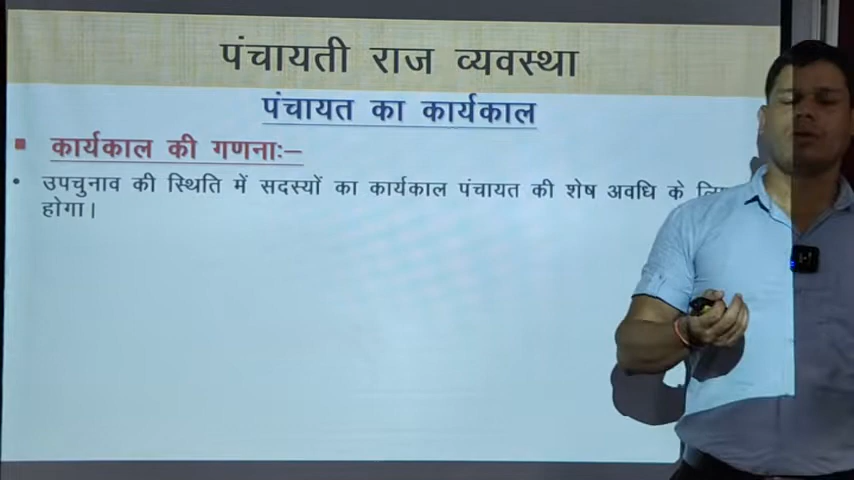 पंचायती राज व्यवस्था
पंचायत का कार्यकाल
कार्यकाल की गणनाः–
उपचुनाव की स्थिति में सदस्यों का कार्यकाल पंचायत की शेष अवधि के
होगा।